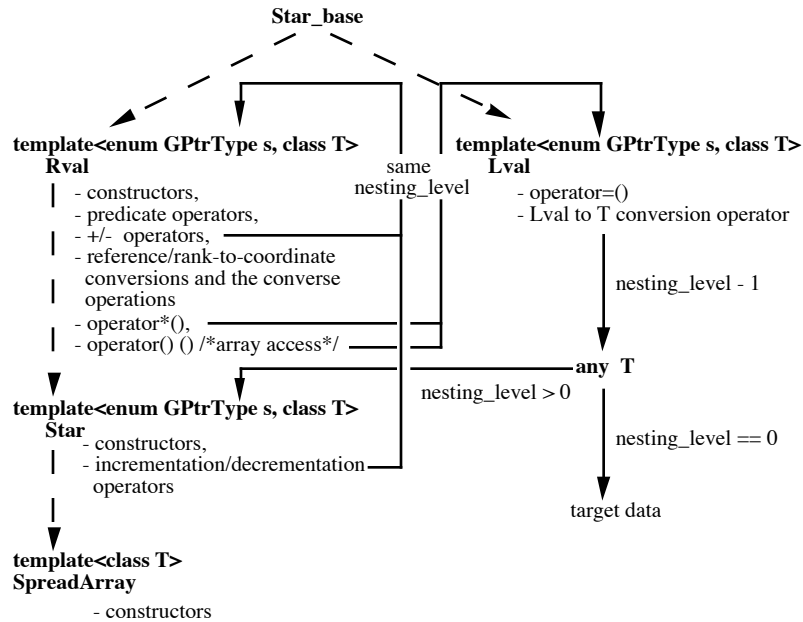 Star_base
template<enum GPtrType s, class T>
Rval
- constructors,
- predicate operators,
- +/- operators,
- reference/rank-to-coordinate
conversions and the converse
operations
- operator*(),
- operator() () /*array access*/
same
nesting_level
template<enum GPtrType s, class T>
Lval
- operator=()
- Lval to T conversion operator
nesting_level - 1
any T
nesting_level > 0
nesting_level == 0
target data
template<enum GPtrType s, class T>
Star
- constructors,
- incrementation/decrementation
operators
template<class T>
SpreadArray
- constructors